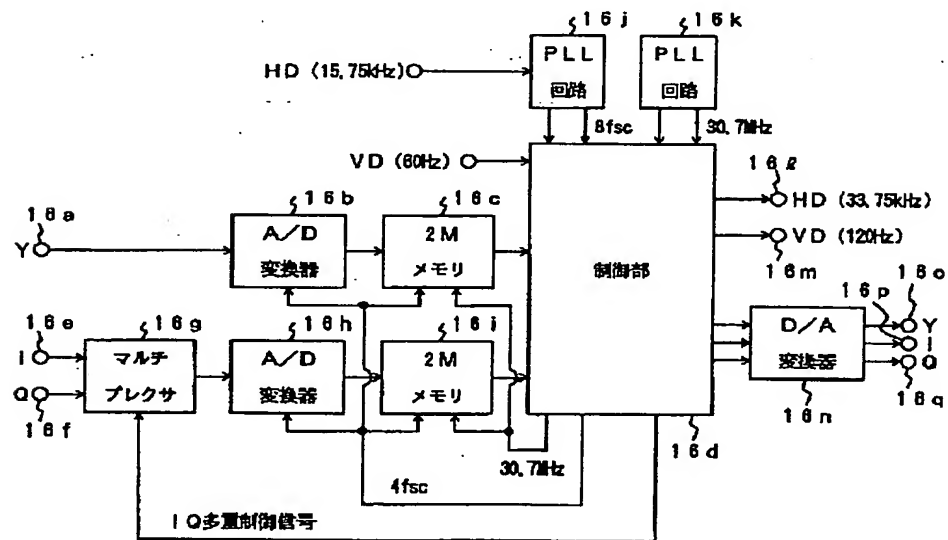 16j
16k
PLL
回路
PLL
回路
HD (15.75kHz)
8fsc
30.7MHz
VD (60Hz)
16ℓ
HD (33.75kHz)
VD (120Hz)
16m
16a
Y
16b
A/D
変換器
16c
2M
メモリ
制御部
16p
16o
16e
I
Q
16f
16g
マルチ
プレクサ
16h
A/D
変換器
16i
2M
メモリ
D/A
変換器
Y
I
Q
16n
16q
16d
30.7MHz
4fsc
IQ多重制御信号